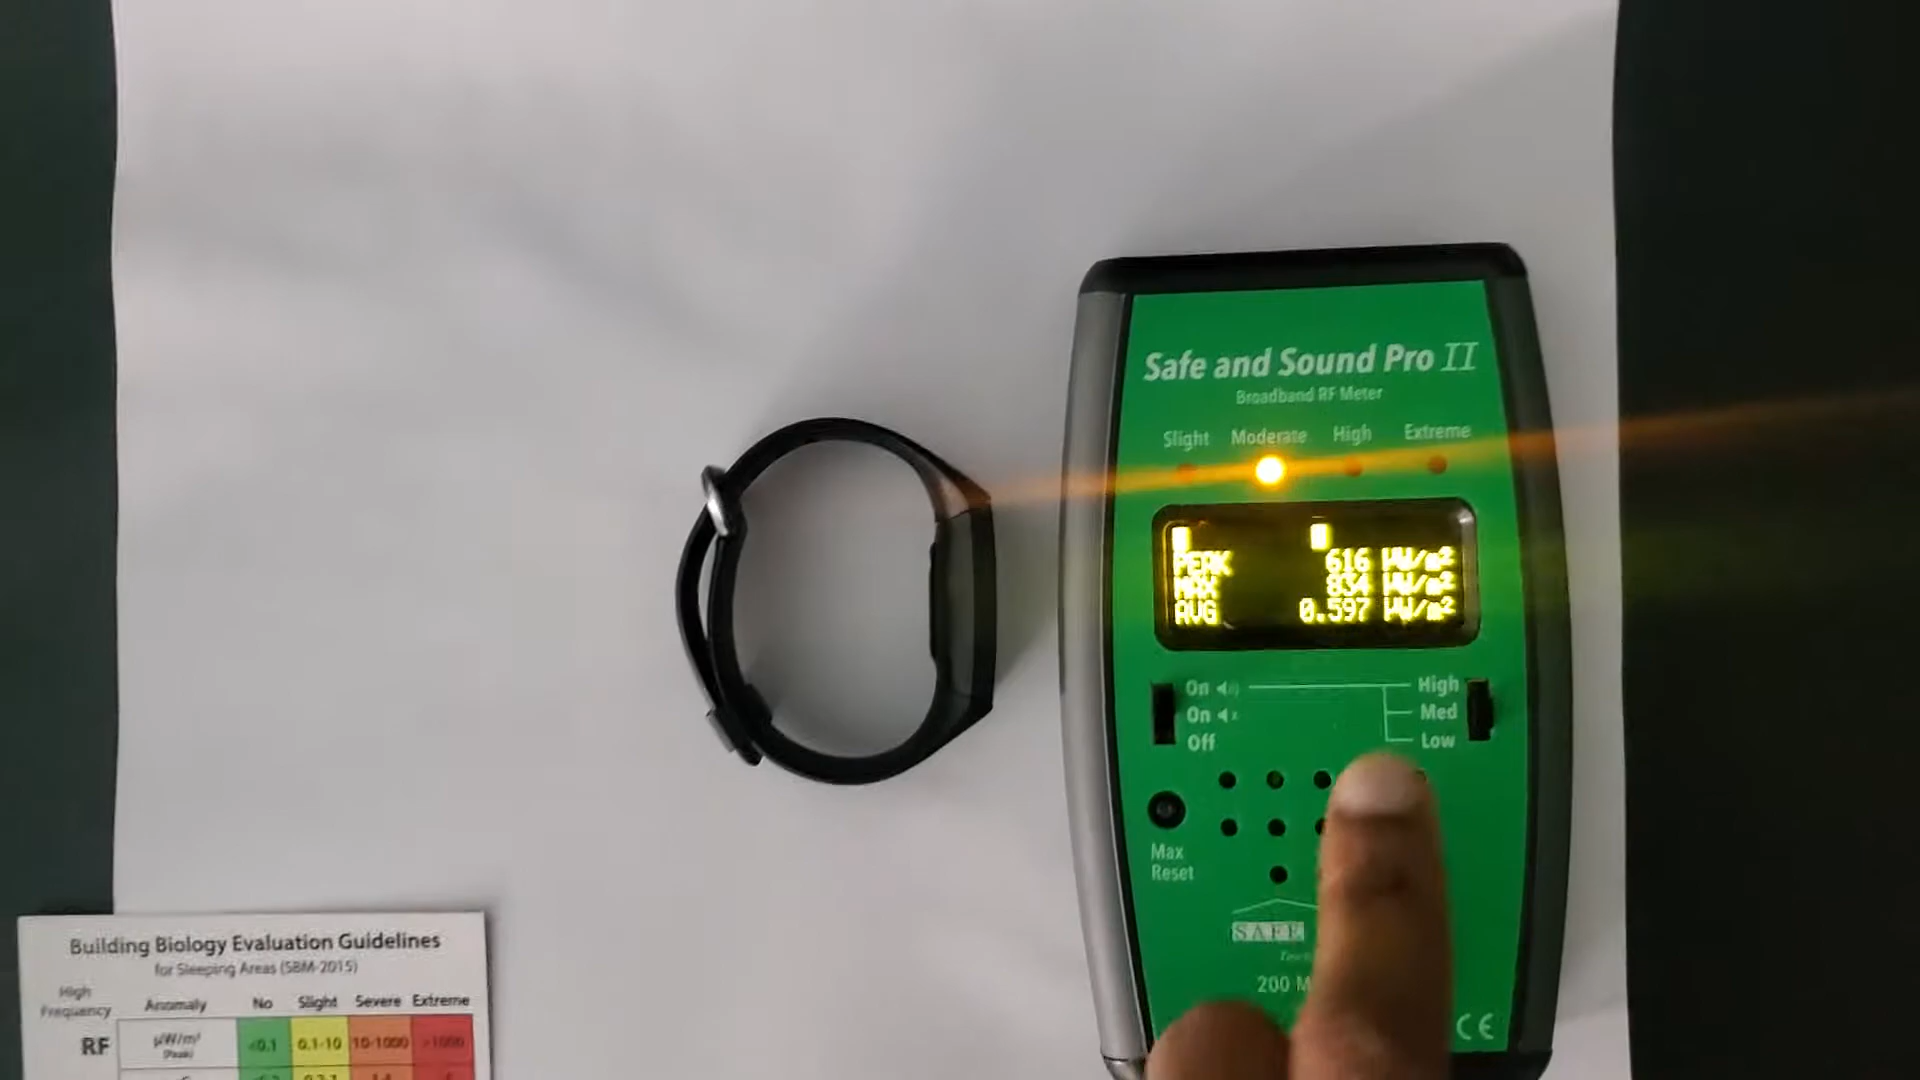 Safe and Sound Pro II
Broadband RF Meter
Slight Moderate High Extreme
PEAK 616 µW/m²
MAX 834 µW/m²
AVG 0.597 µW/m²
On High
On Med
Off Low
Max
Reset
SAFE
200 M
CE
Building Biology Evaluation Guidelines
for Sleeping Areas (SBM-2015)
High
Frequency Anomaly No Slight Severe Extreme
RF µW/m² <0.1 0.1-10 10-1000 >1000
(Peak)